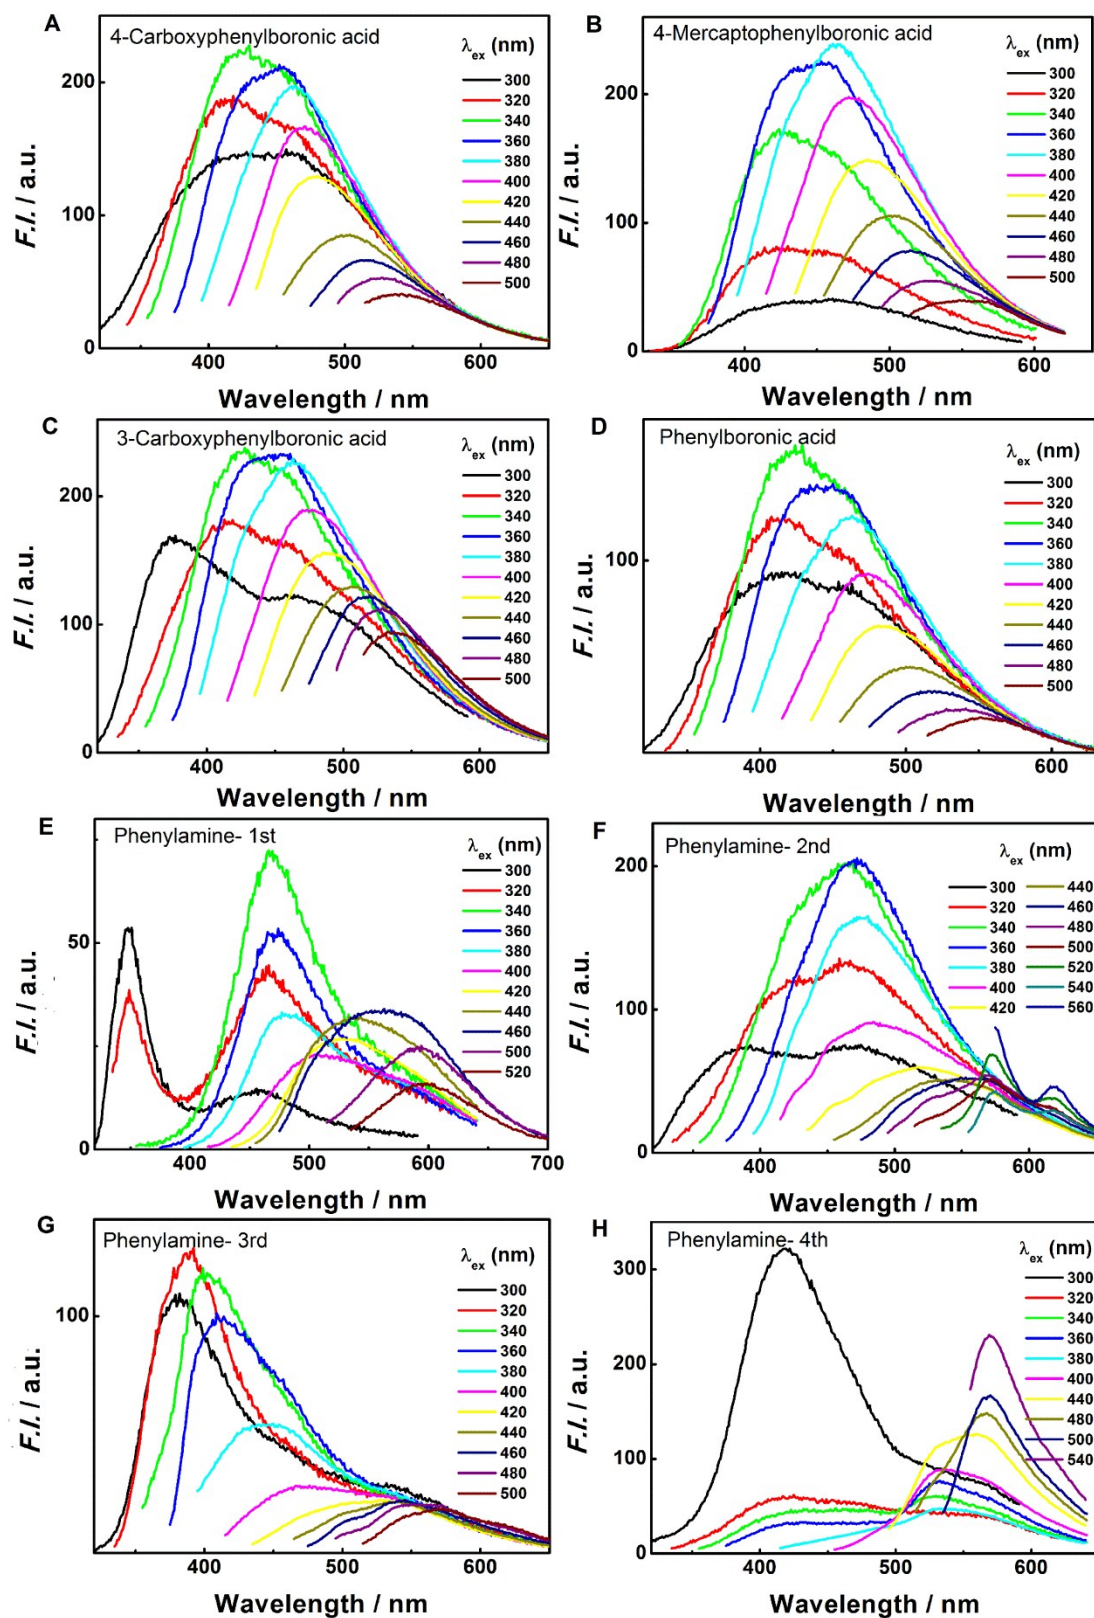 A
4-Carboxyphenylboronic acid
λex (nm)
300
320
340
360
380
400
420
440
460
480
500
200
100
0
F.I. / a.u.
400 500 600
Wavelength / nm
B
4-Mercaptophenylboronic acid
λex (nm)
300
320
340
360
380
400
420
440
460
480
500
200
100
0
F.I. / a.u.
400 500 600
Wavelength / nm
C
3-Carboxyphenylboronic acid
λex (nm)
300
320
340
360
380
400
420
440
460
480
500
200
100
0
F.I. / a.u.
400 500 600
Wavelength / nm
D
Phenylboronic acid
λex (nm)
300
320
340
360
380
400
420
440
460
480
500
100
F.I. / a.u.
400 500 600
Wavelength / nm
E
Phenylamine- 1st
λex (nm)
300
320
340
360
380
400
420
440
460
500
520
50
0
F.I. / a.u.
400 500 600 700
Wavelength / nm
F
Phenylamine- 2nd
λex (nm)
300 440
320 460
340 480
360 500
380 520
400 540
420 560
200
100
0
F.I. / a.u.
400 500 600
Wavelength / nm
G
Phenylamine- 3rd
λex (nm)
300
320
340
360
380
400
420
440
460
480
500
100
F.I. / a.u.
400 500 600
Wavelength / nm
H
Phenylamine- 4th
λex (nm)
300
320
340
360
380
400
440
480
500
540
300
200
100
0
F.I. / a.u.
400 500 600
Wavelength / nm